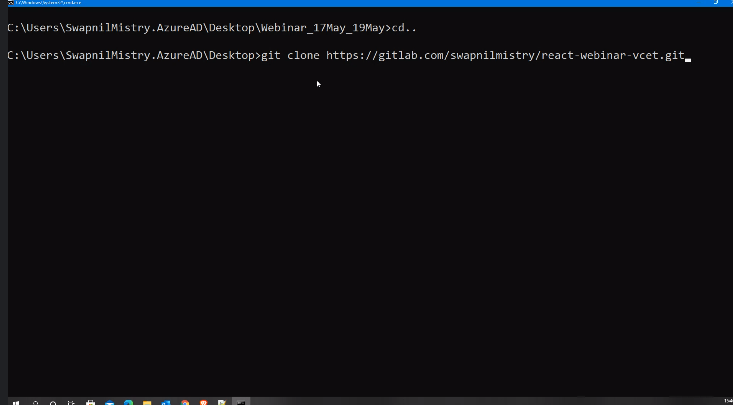 C:\Users\SwapnilMistry.AzureAD\Desktop\Webinar_17May_19May>cd..
C:\Users\SwapnilMistry.AzureAD\Desktop>git clone https://gitlab.com/swapnilmistry/react-webinar-vcet.git